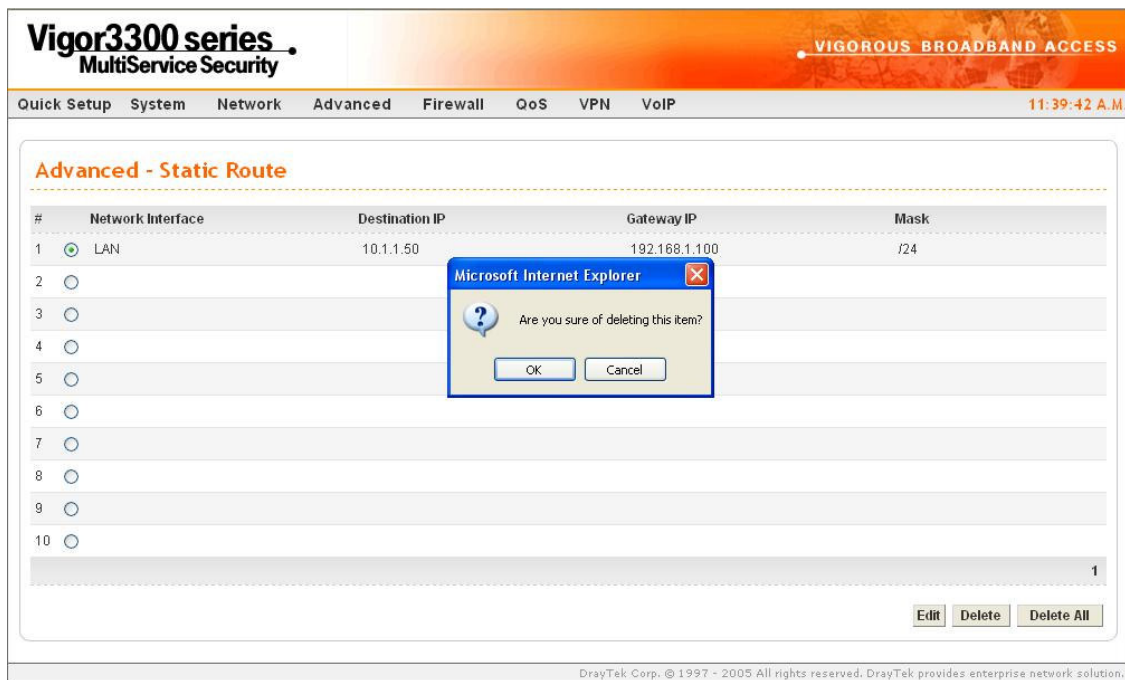 Vigor3300 series
MultiService Security
VIGOROUS BROADBAND ACCESS
Quick Setup System Network Advanced Firewall QoS VPN VoIP 11:39:42 A.M.
Advanced - Static Route
# Network Interface Destination IP Gateway IP Mask
1 LAN 10.1.1.50 192.168.1.100 /24
Microsoft Internet Explorer
2
3
Are you sure of deleting this item?
4
OK Cancel
5
6
7
8
9
10
1
Edit Delete Delete All
DrayTek Corp. © 1997 - 2005 All rights reserved. DrayTek provides enterprise network solution.